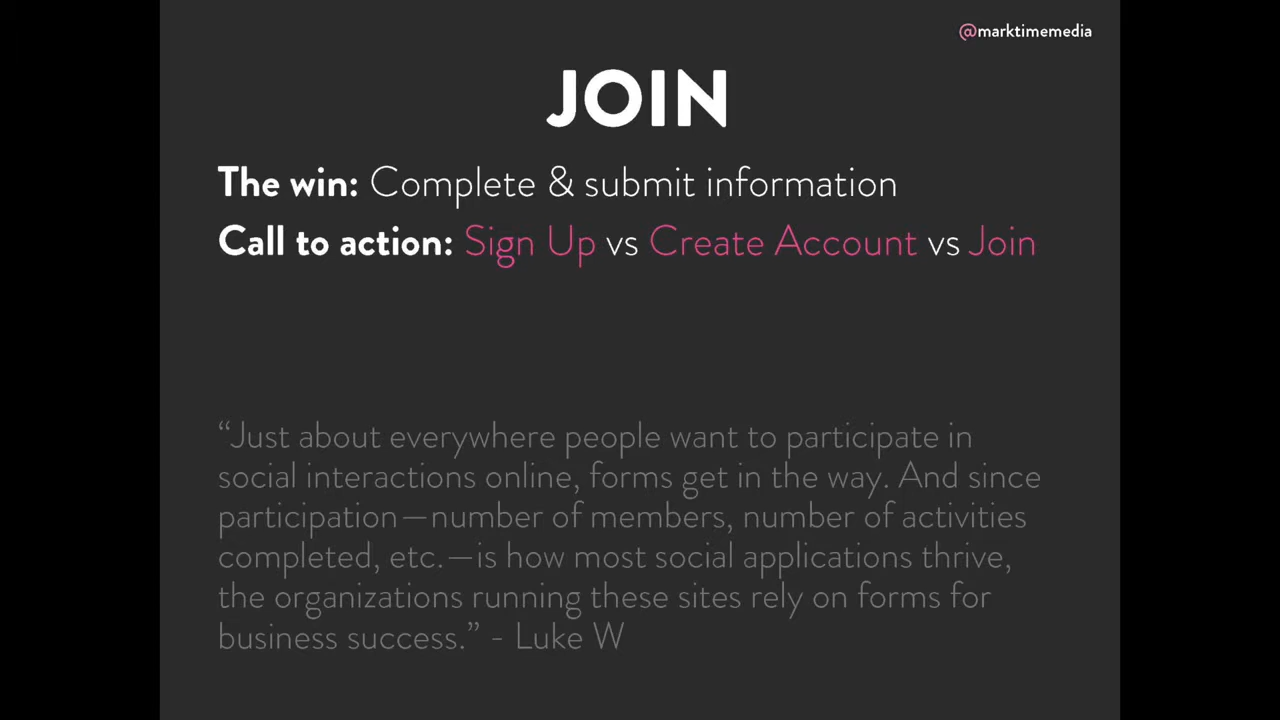 @marktimemedia
JOIN
The win: Complete & submit information
Call to action: Sign Up vs Create Account vs Join
“Just about everywhere people want to participate in
social interactions online, forms get in the way. And since
participation—number of members, number of activities
completed, etc.—is how most social applications thrive,
the organizations running these sites rely on forms for
business success.” - Luke W